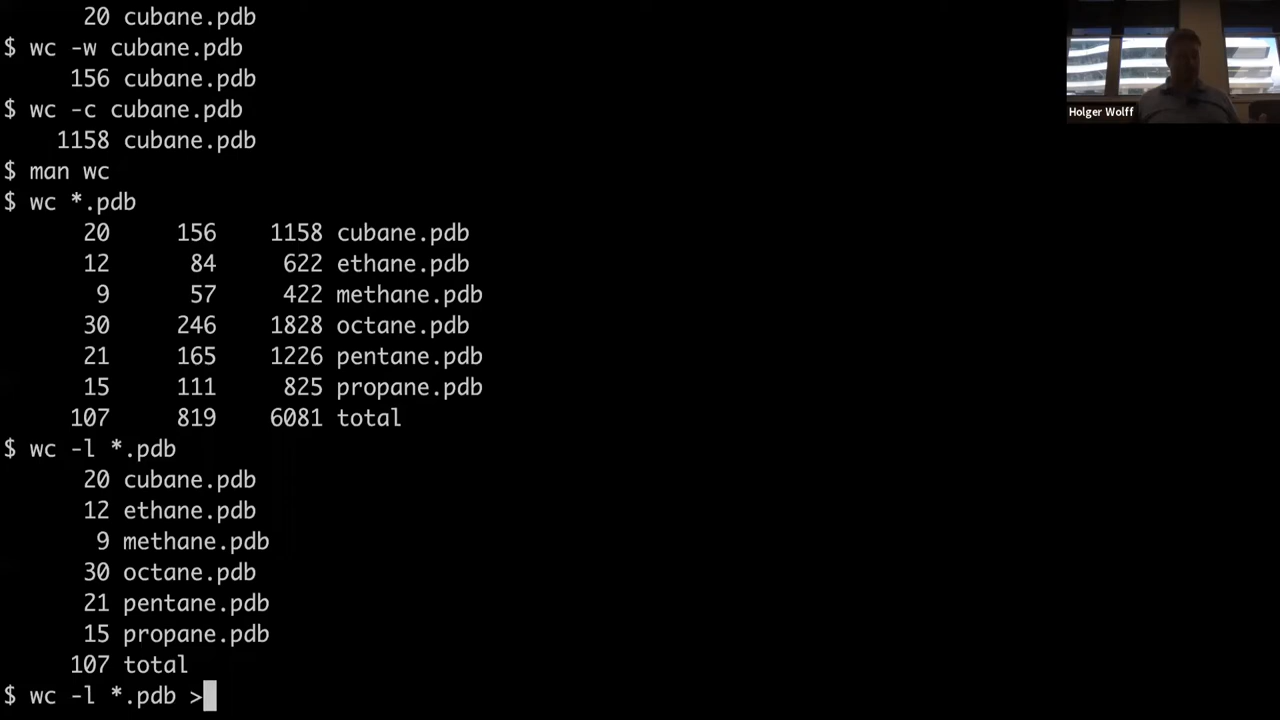 20 cubane.pdb
$ wc -w cubane.pdb
156 cubane.pdb
$ wc -c cubane.pdb
1158 cubane.pdb
$ man wc
$ wc *.pdb
20 156 1158 cubane.pdb
12 84 622 ethane.pdb
9 57 422 methane.pdb
30 246 1828 octane.pdb
21 165 1226 pentane.pdb
15 111 825 propane.pdb
107 819 6081 total
$ wc -l *.pdb
20 cubane.pdb
12 ethane.pdb
9 methane.pdb
30 octane.pdb
21 pentane.pdb
15 propane.pdb
107 total
$ wc -l *.pdb >
Holger Wolff